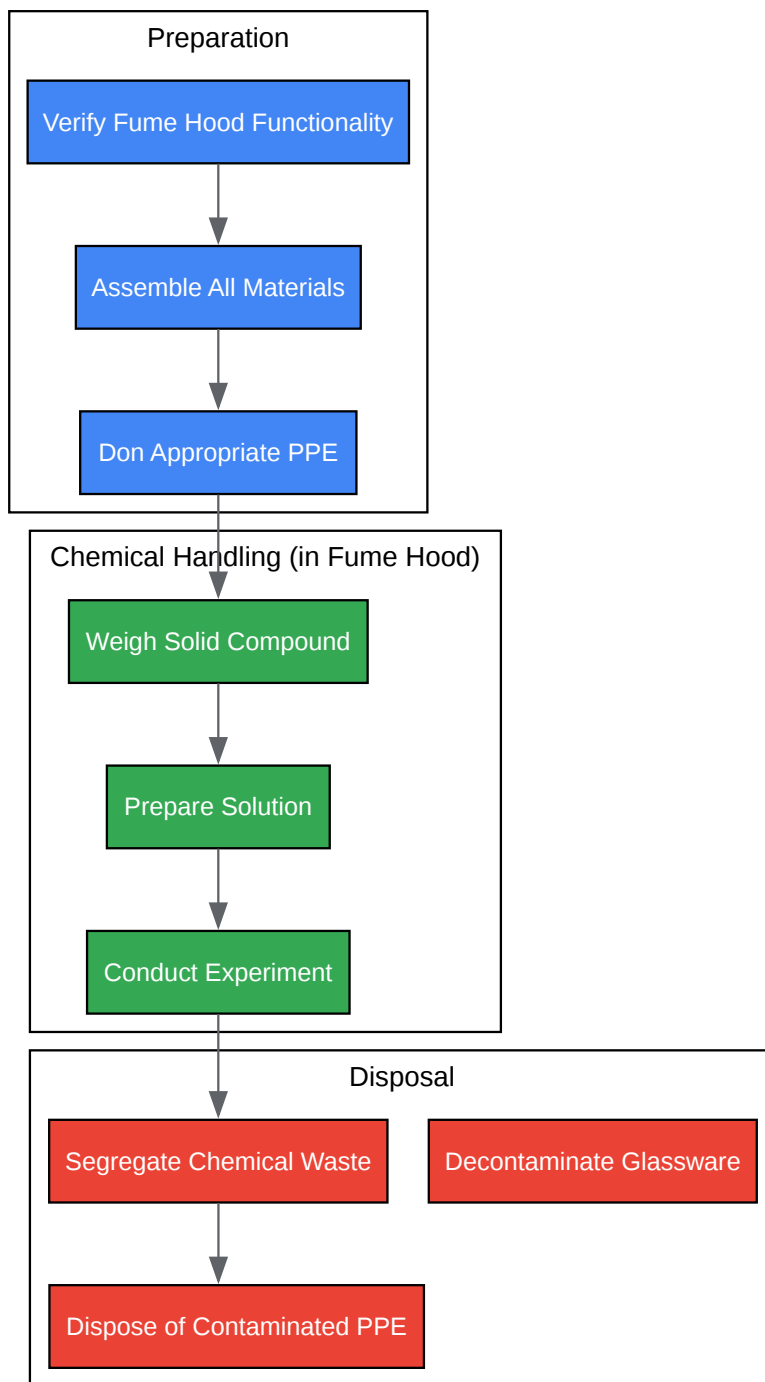 Preparation
Verify Fume Hood Functionality
Assemble All Materials
Don Appropriate PPE
Chemical Handling (in Fume Hood)
Weigh Solid Compound
Prepare Solution
Conduct Experiment
Disposal
Segregate Chemical Waste
Decontaminate Glassware
Dispose of Contaminated PPE